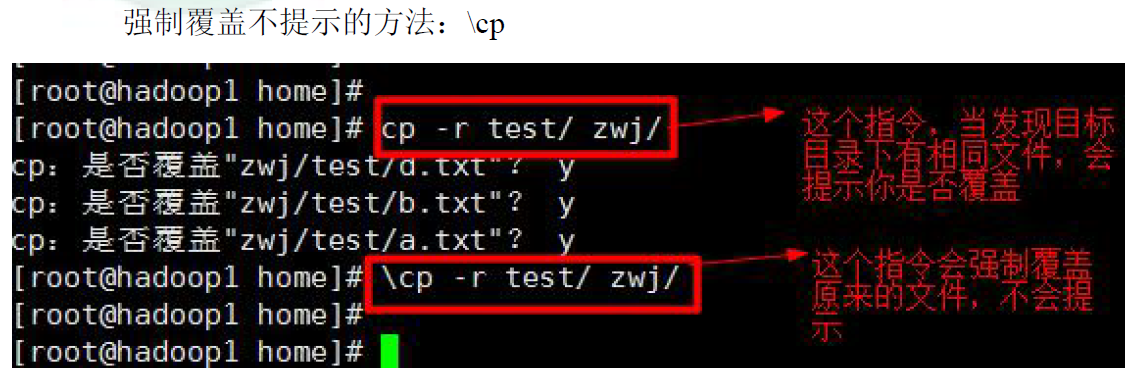 强制覆盖不提示的方法：\cp
[root@hadoop1 home]#
[root@hadoop1 home]# cp -r test/ zwj/
这个指令，当发现目标
目录下有相同文件，会
提示你是否覆盖
cp：是否覆盖"zwj/test/d.txt"？ y
cp：是否覆盖"zwj/test/b.txt"？ y
cp：是否覆盖"zwj/test/a.txt"？ y
[root@hadoop1 home]# \cp -r test/ zwj/
这个指令会强制覆盖
原来的文件，不会提
示
[root@hadoop1 home]#
[root@hadoop1 home]#